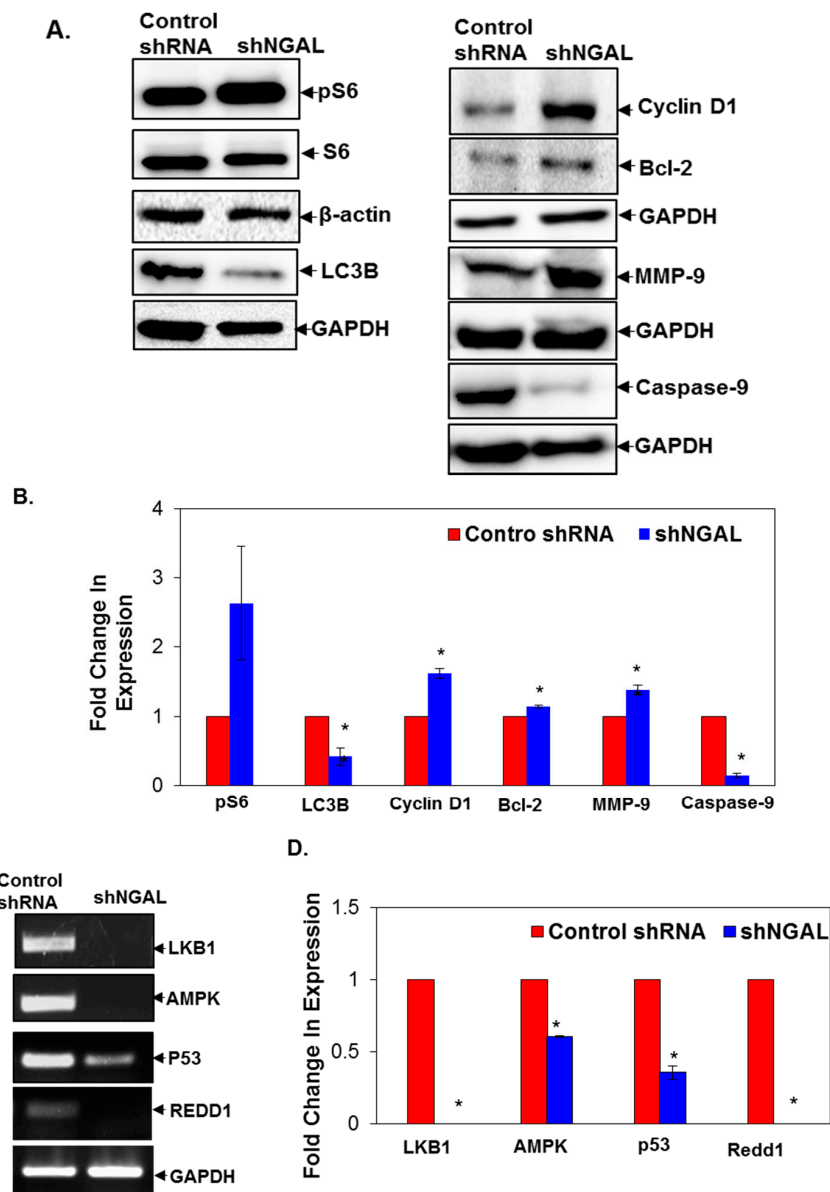 A.
Control
shRNA shNGAL
pS6
S6
β-actin
LC3B
GAPDH
Control
shRNA shNGAL
Cyclin D1
Bcl-2
GAPDH
MMP-9
GAPDH
Caspase-9
GAPDH
B.
Fold Change In
Expression
4
3
2
1
0
Contro shRNA shNGAL
*
*
*
*
*
*
pS6 LC3B Cyclin D1 Bcl-2 MMP-9 Caspase-9
Control
shRNA shNGAL
LKB1
AMPK
P53
REDD1
GAPDH
D.
Fold Change In Expression
1.5
1
0.5
0
Control shRNA shNGAL
*
*
*
*
LKB1 AMPK p53 Redd1